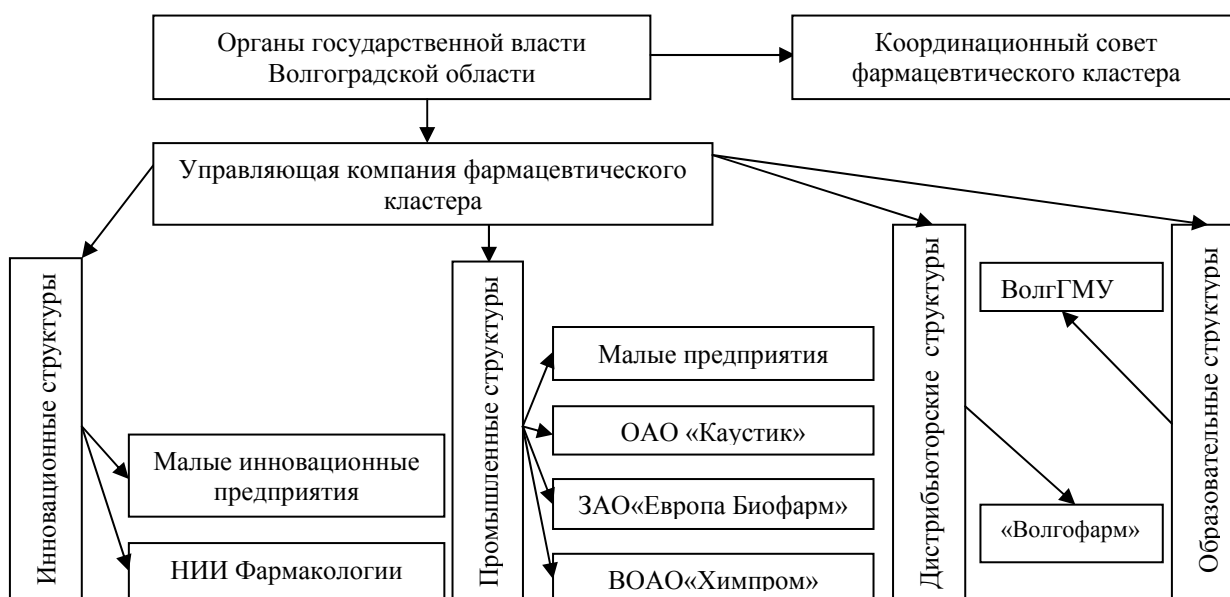 Органы государственной власти
Волгоградской области
Координационный совет
фармацевтического кластера
Управляющая компания фармацевтического
кластера
Инновационные структуры
Малые инновационные
предприятия
НИИ Фармакологии
Промышленные структуры
Малые предприятия
ОАО «Каустик»
ЗАО«Европа Биофарм»
ВОАО«Химпром»
Дистрибьюторские структуры
ВолгГМУ
«Волгофарм»
Образовательные структуры